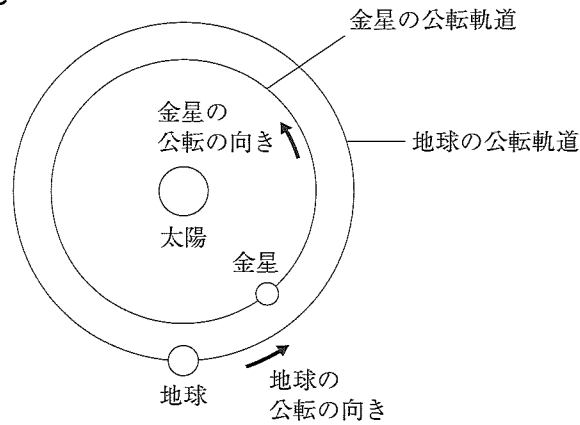 金星の公転軌道
金星の
公転の向き
地球の公転軌道
太陽
金星
地球
地球の
公転の向き